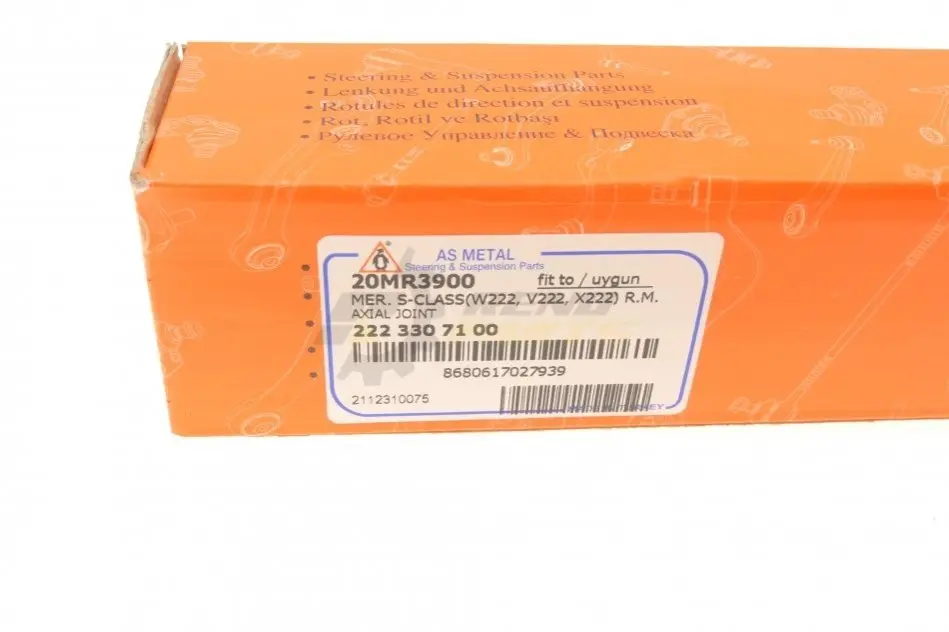 • Steering & Suspension Parts
• Lenkung und Achsaufhangung
• Rotules de direction et suspension
• Rot, Rotil ve Rotbaşı
• Рулевое Управление & Подвеска
AS METAL
Steering & Suspension Parts
20MR3900 fit to / uygun
MER. S-CLASS(W222, V222, X222) R.M.
AXIAL JOINT
222 330 71 00
8680617027939
2112310075
TURKEY